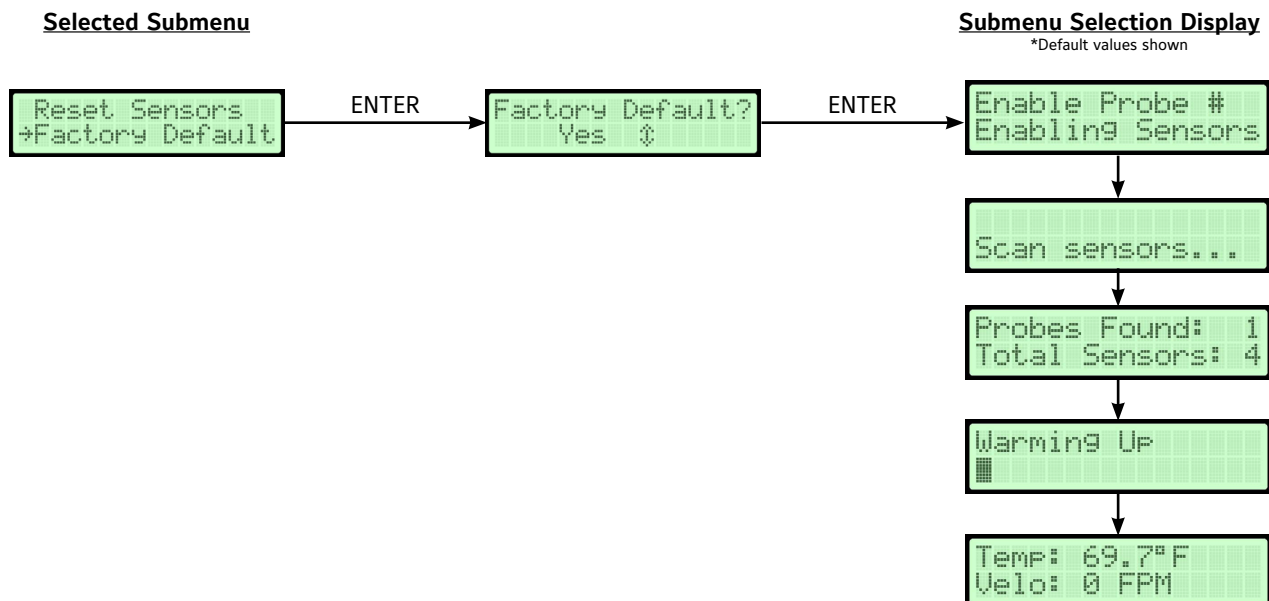 Selected Submenu
Submenu Selection Display
*Default values shown
Reset Sensors
→Factory Default
ENTER
Factory Default?
Yes ↕
ENTER
Enable Probe #
Enabling Sensors
Scan sensors...
Probes Found: 1
Total Sensors: 4
Warming Up
Temp: 69.7°F
Velo: 0 FPM